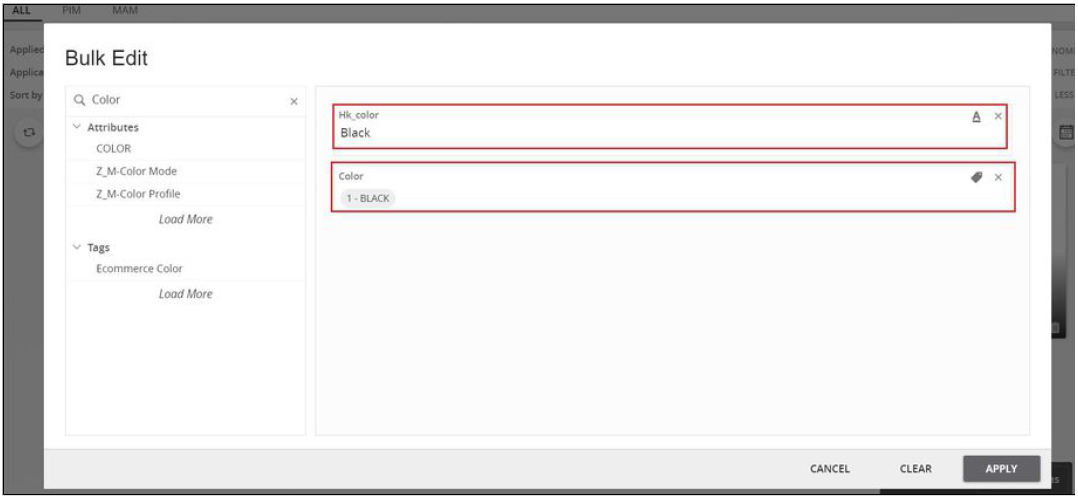 ALL PIM MAM
Applied
Applica
Sort by
NOMI
FILTE
LESS
Bulk Edit
Color
Attributes
COLOR
Z_M-Color Mode
Z_M-Color Profile
Load More
Tags
Ecommerce Color
Load More
Hk_color
Black
Color
1 - BLACK
CANCEL CLEAR APPLY